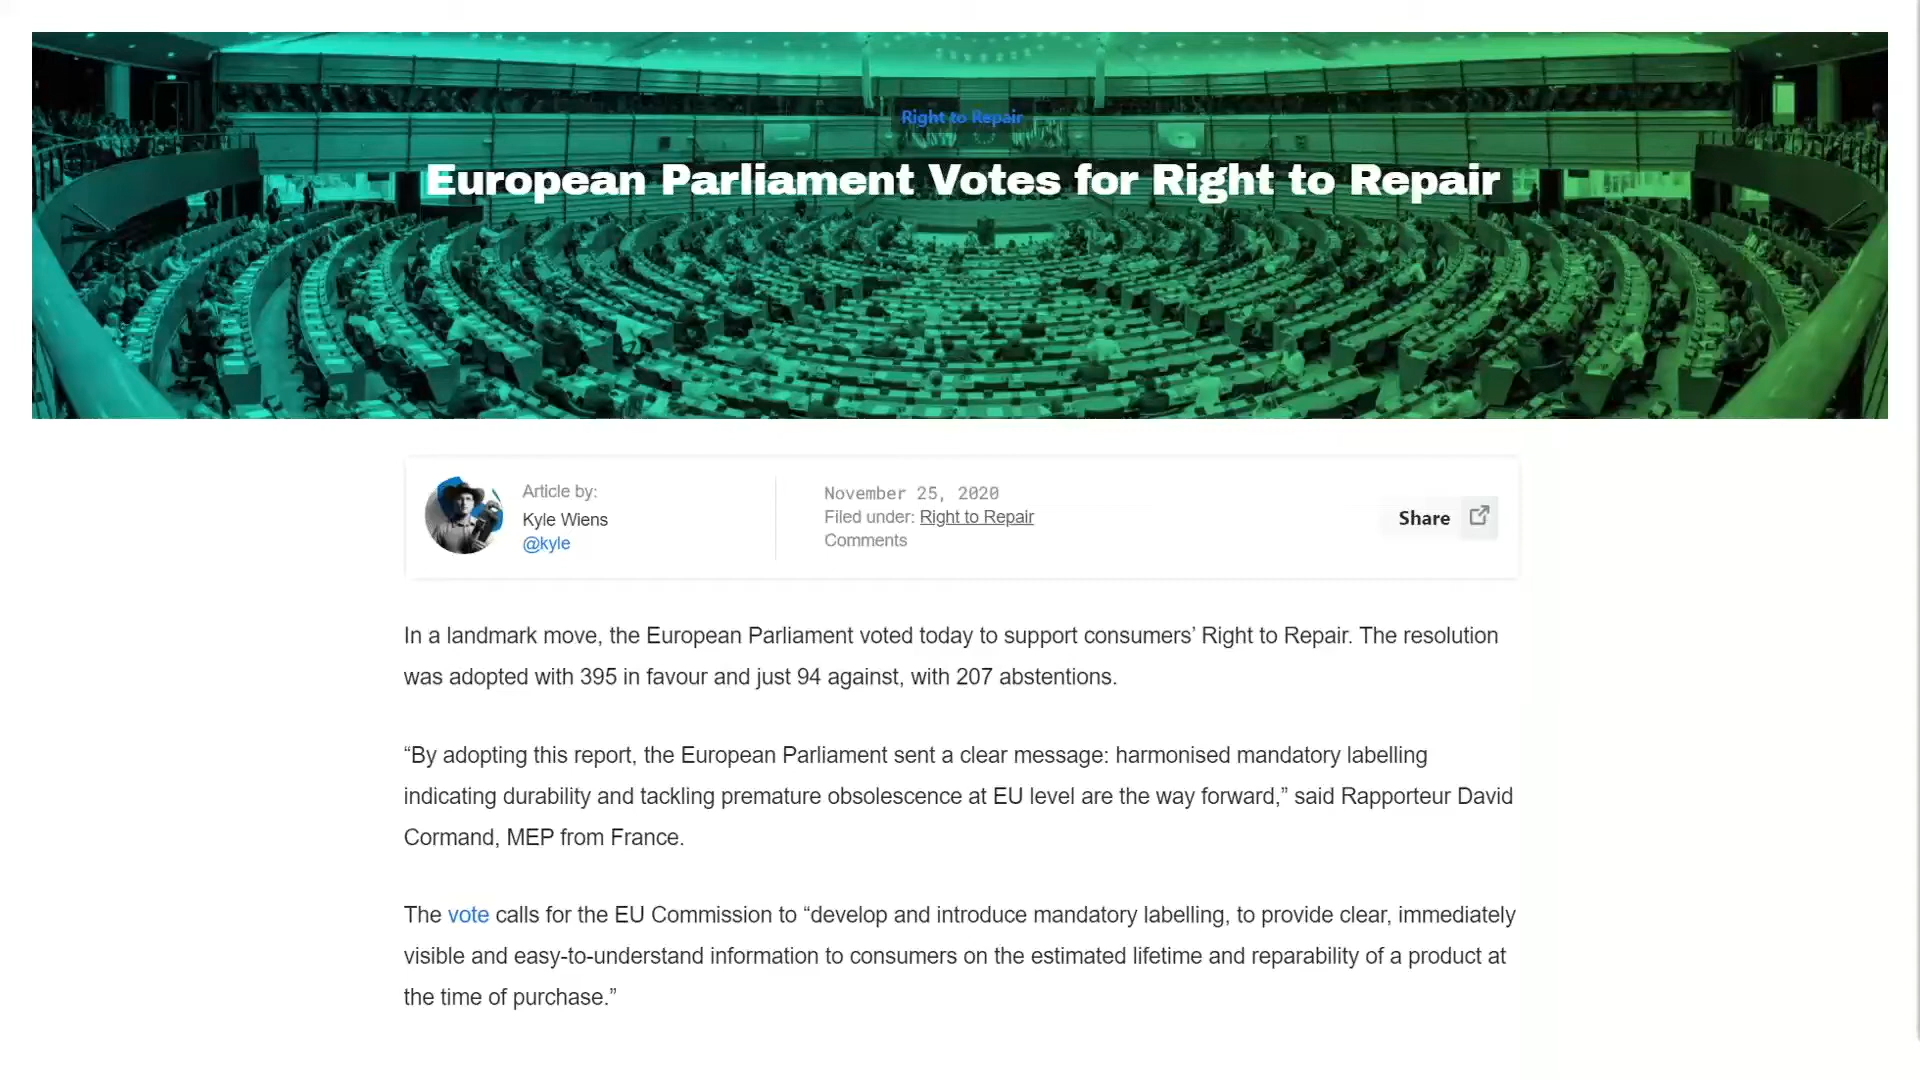 Right to Repair
European Parliament Votes for Right to Repair
Article by:
Kyle Wiens
@kyle
November 25, 2020
Filed under: Right to Repair
Comments
Share
In a landmark move, the European Parliament voted today to support consumers’ Right to Repair. The resolution
was adopted with 395 in favour and just 94 against, with 207 abstentions.
“By adopting this report, the European Parliament sent a clear message: harmonised mandatory labelling
indicating durability and tackling premature obsolescence at EU level are the way forward,” said Rapporteur David
Cormand, MEP from France.
The vote calls for the EU Commission to “develop and introduce mandatory labelling, to provide clear, immediately
visible and easy-to-understand information to consumers on the estimated lifetime and reparability of a product at
the time of purchase.”